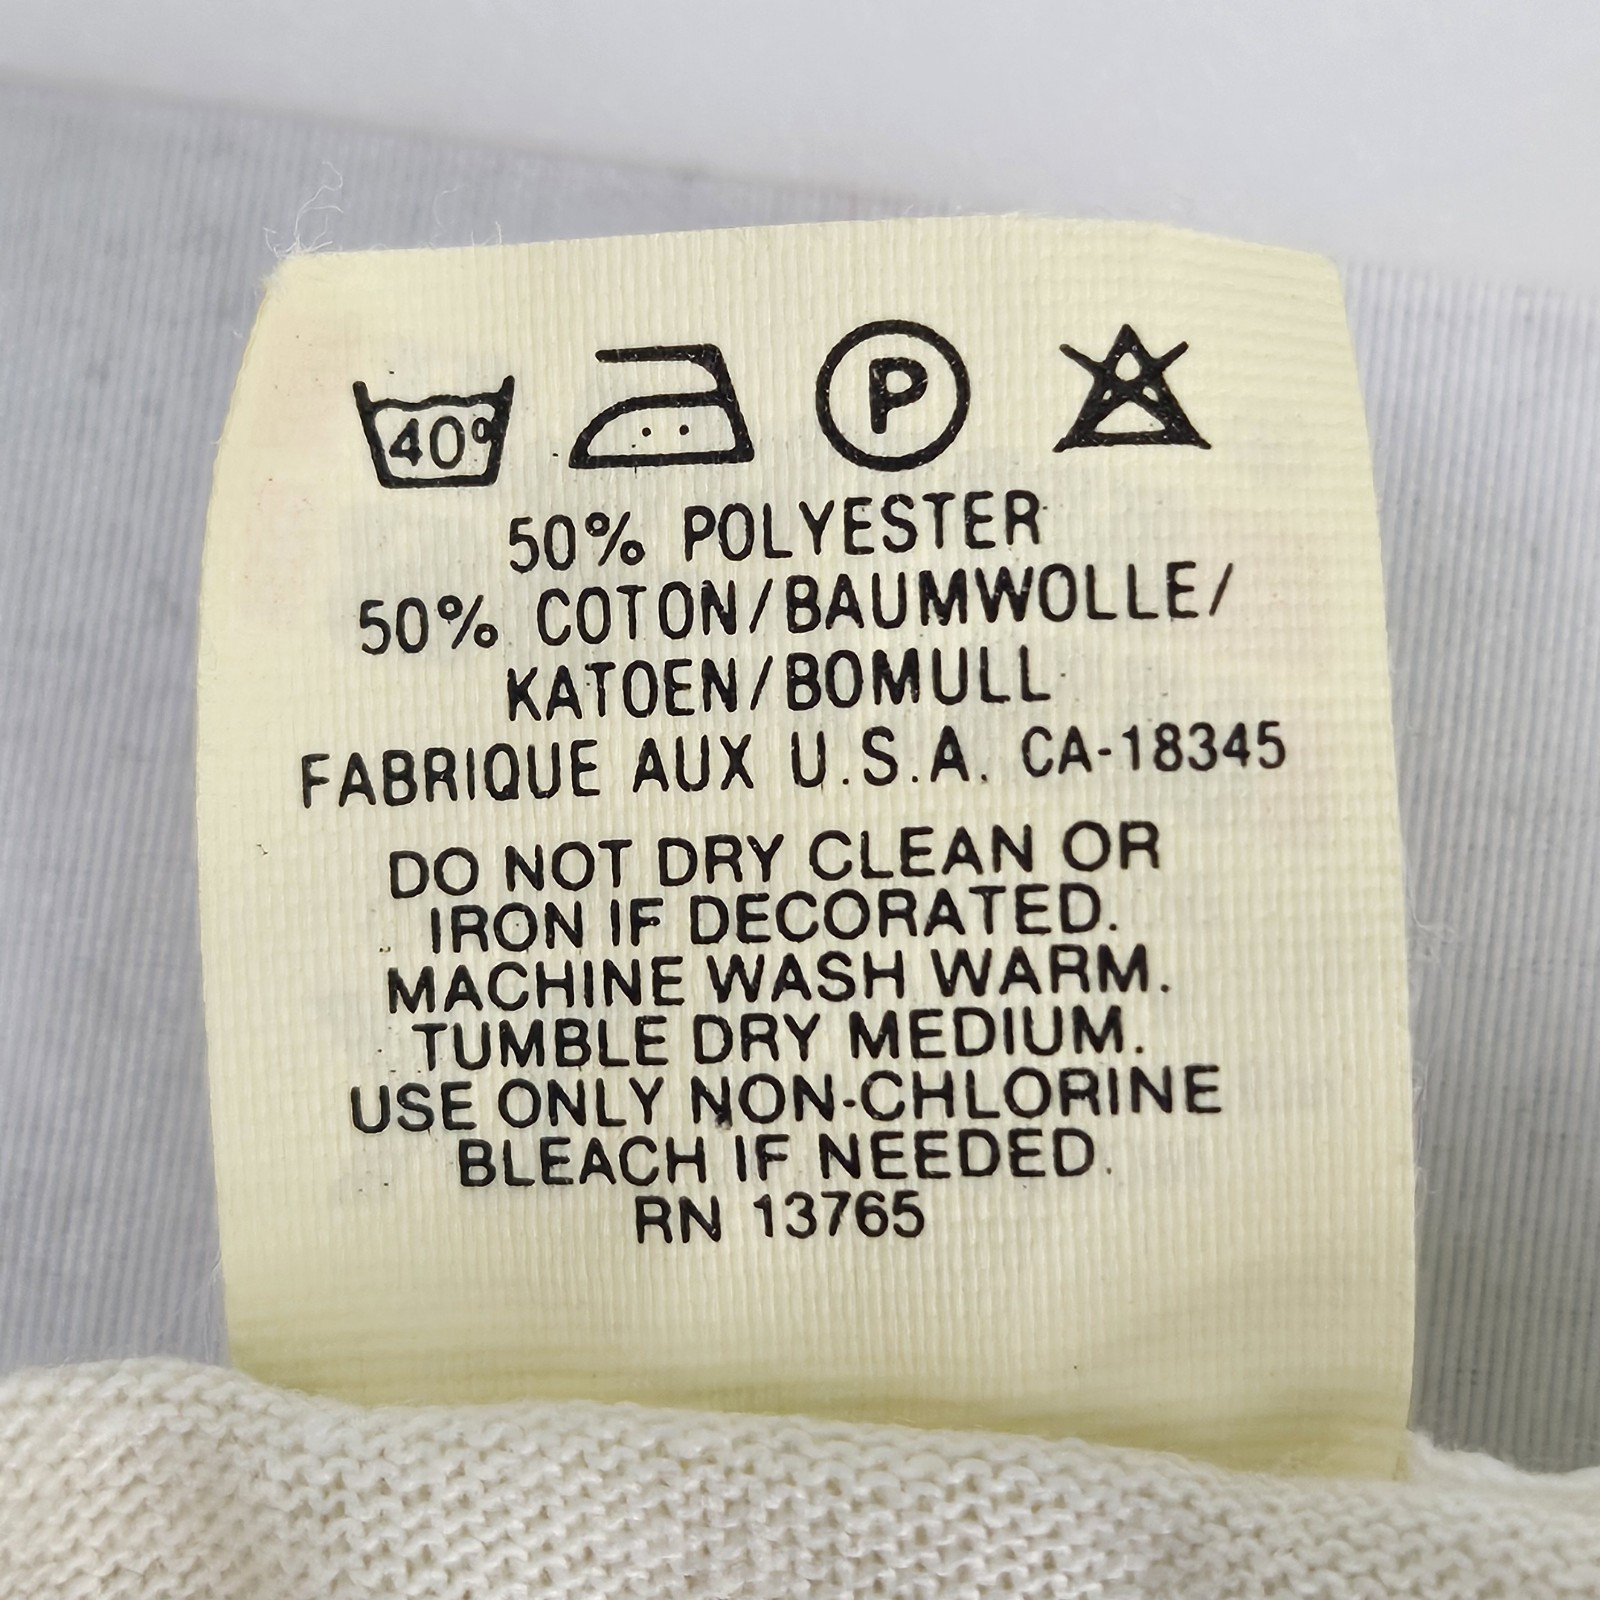 40°
P
50% POLYESTER
50% COTON/BAUMWOLLE/
KATOEN/BOMULL
FABRIQUE AUX U.S.A. CA-18345
DO NOT DRY CLEAN OR
IRON IF DECORATED.
MACHINE WASH WARM.
TUMBLE DRY MEDIUM.
USE ONLY NON-CHLORINE
BLEACH IF NEEDED.
RN 13765